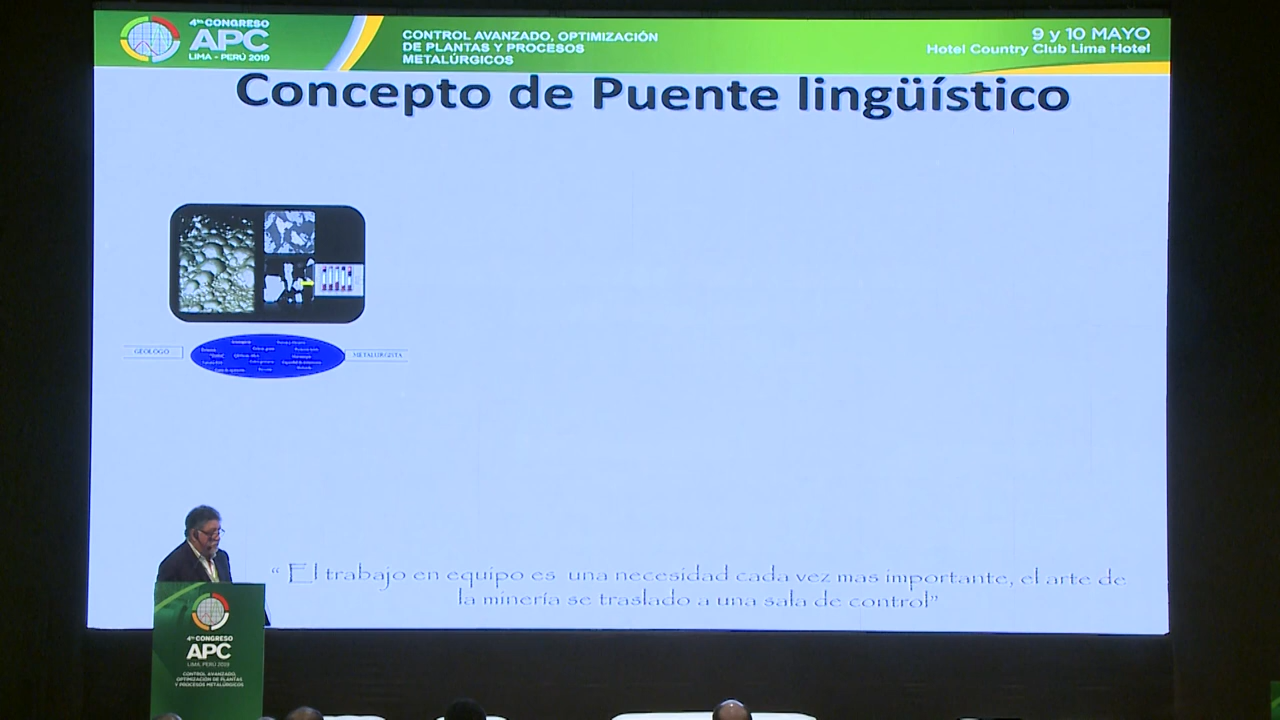 4to CONGRESO
APC
LIMA - PERÚ 2019
CONTROL AVANZADO, OPTIMIZACIÓN
DE PLANTAS Y PROCESOS
METALÚRGICOS
9 y 10 MAYO
Hotel Country Club Lima Hotel
Concepto de Puente lingüístico
GEOLOGO
METALURGISTA
“ El trabajo en equipo es una necesidad cada vez mas importante, el arte de
la minería se traslado a una sala de control”
4to CONGRESO
APC
LIMA, PERÚ 2019
CONTROL AVANZADO,
OPTIMIZACIÓN DE PLANTAS
Y PROCESOS METALÚRGICOS